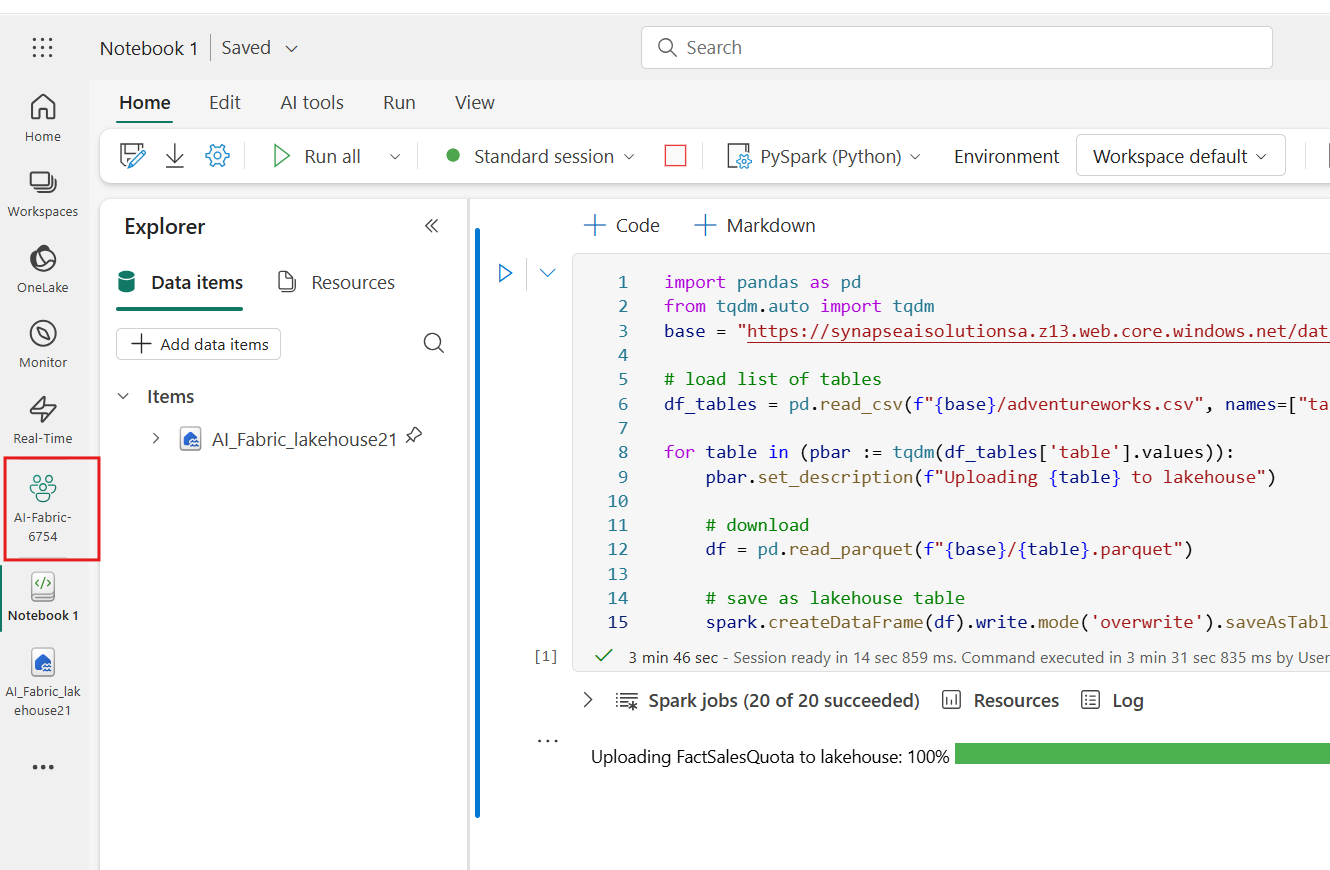 Notebook 1 Saved
Search
Home
Workspaces
OneLake
Monitor
Real-Time
AI-Fabric-
6754
Notebook 1
AI_Fabric_lak
ehouse21
Home Edit AI tools Run View
Run all Standard session PySpark (Python) Environment Workspace default
Explorer
Data items Resources
Add data items
Items
AI_Fabric_lakehouse21
Code Markdown
1 import pandas as pd
2 from tqdm.auto import tqdm
3 base = "https://synapseaisolutionsa.z13.web.core.windows.net/dat
4
5 # load list of tables
6 df_tables = pd.read_csv(f"{base}/adventureworks.csv", names=["ta
7
8 for table in (pbar := tqdm(df_tables['table'].values)):
9 pbar.set_description(f"Uploading {table} to lakehouse")
10
11 # download
12 df = pd.read_parquet(f"{base}/{table}.parquet")
13
14 # save as lakehouse table
15 spark.createDataFrame(df).write.mode('overwrite').saveAsTabl
[1] 3 min 46 sec - Session ready in 14 sec 859 ms. Command executed in 3 min 31 sec 835 ms by User
Spark jobs (20 of 20 succeeded) Resources Log
Uploading FactSalesQuota to lakehouse: 100%